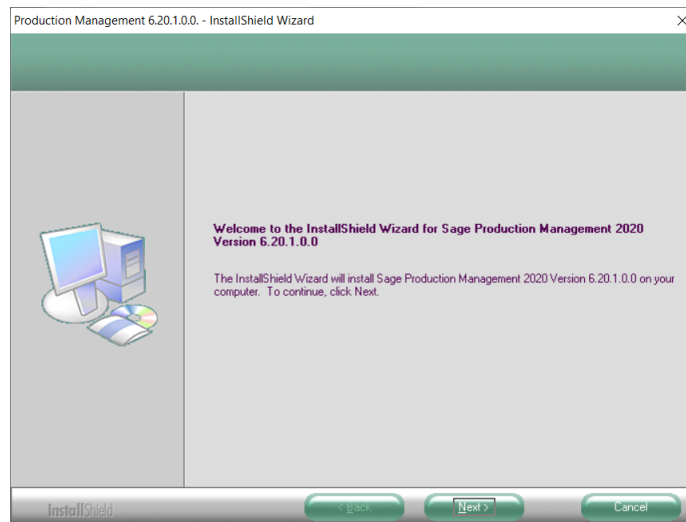 Production Management 6.20.1.0.0. - InstallShield Wizard
Welcome to the InstallShield Wizard for Sage Production Management 2020
Version 6.20.1.0.0
The InstallShield Wizard will install Sage Production Management 2020 Version 6.20.1.0.0 on your
computer. To continue, click Next.
InstallShield
< Back
Next >
Cancel